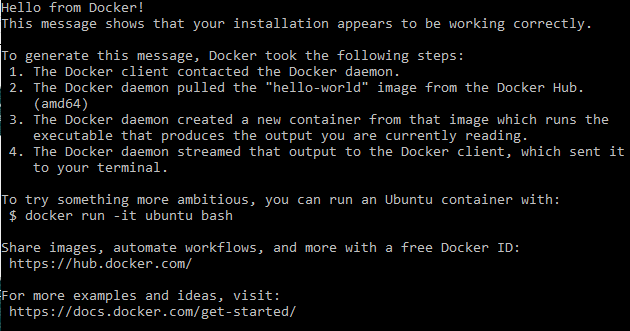 Hello from Docker!
This message shows that your installation appears to be working correctly.
To generate this message, Docker took the following steps:
1. The Docker client contacted the Docker daemon.
2. The Docker daemon pulled the "hello-world" image from the Docker Hub.
(amd64)
3. The Docker daemon created a new container from that image which runs the
executable that produces the output you are currently reading.
4. The Docker daemon streamed that output to the Docker client, which sent it
to your terminal.
To try something more ambitious, you can run an Ubuntu container with:
$ docker run -it ubuntu bash
Share images, automate workflows, and more with a free Docker ID:
https://hub.docker.com/
For more examples and ideas, visit:
https://docs.docker.com/get-started/